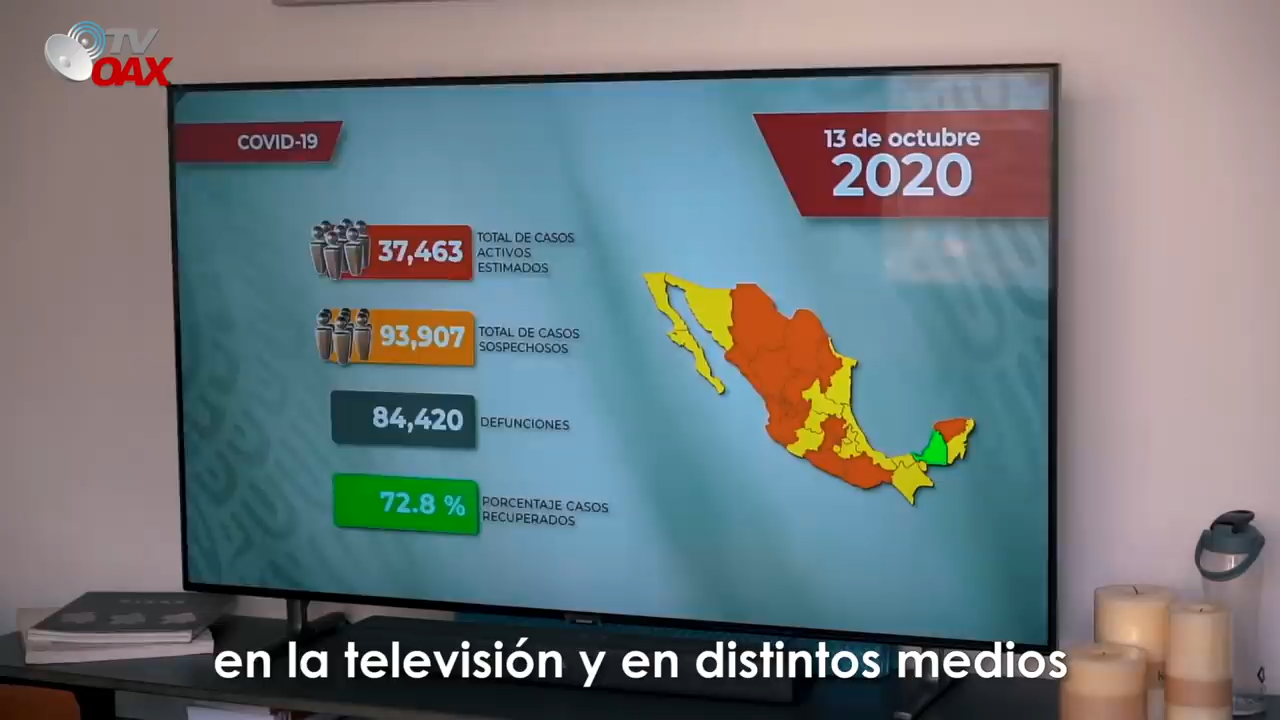 TV
OAX
COVID-19
13 de octubre
2020
37,463
TOTAL DE CASOS
ACTIVOS
ESTIMADOS
93,907
TOTAL DE CASOS
SOSPECHOSOS
84,420
DEFUNCIONES
72.8 %
PORCENTAJE CASOS
RECUPERADOS
en la televisión y en distintos medios